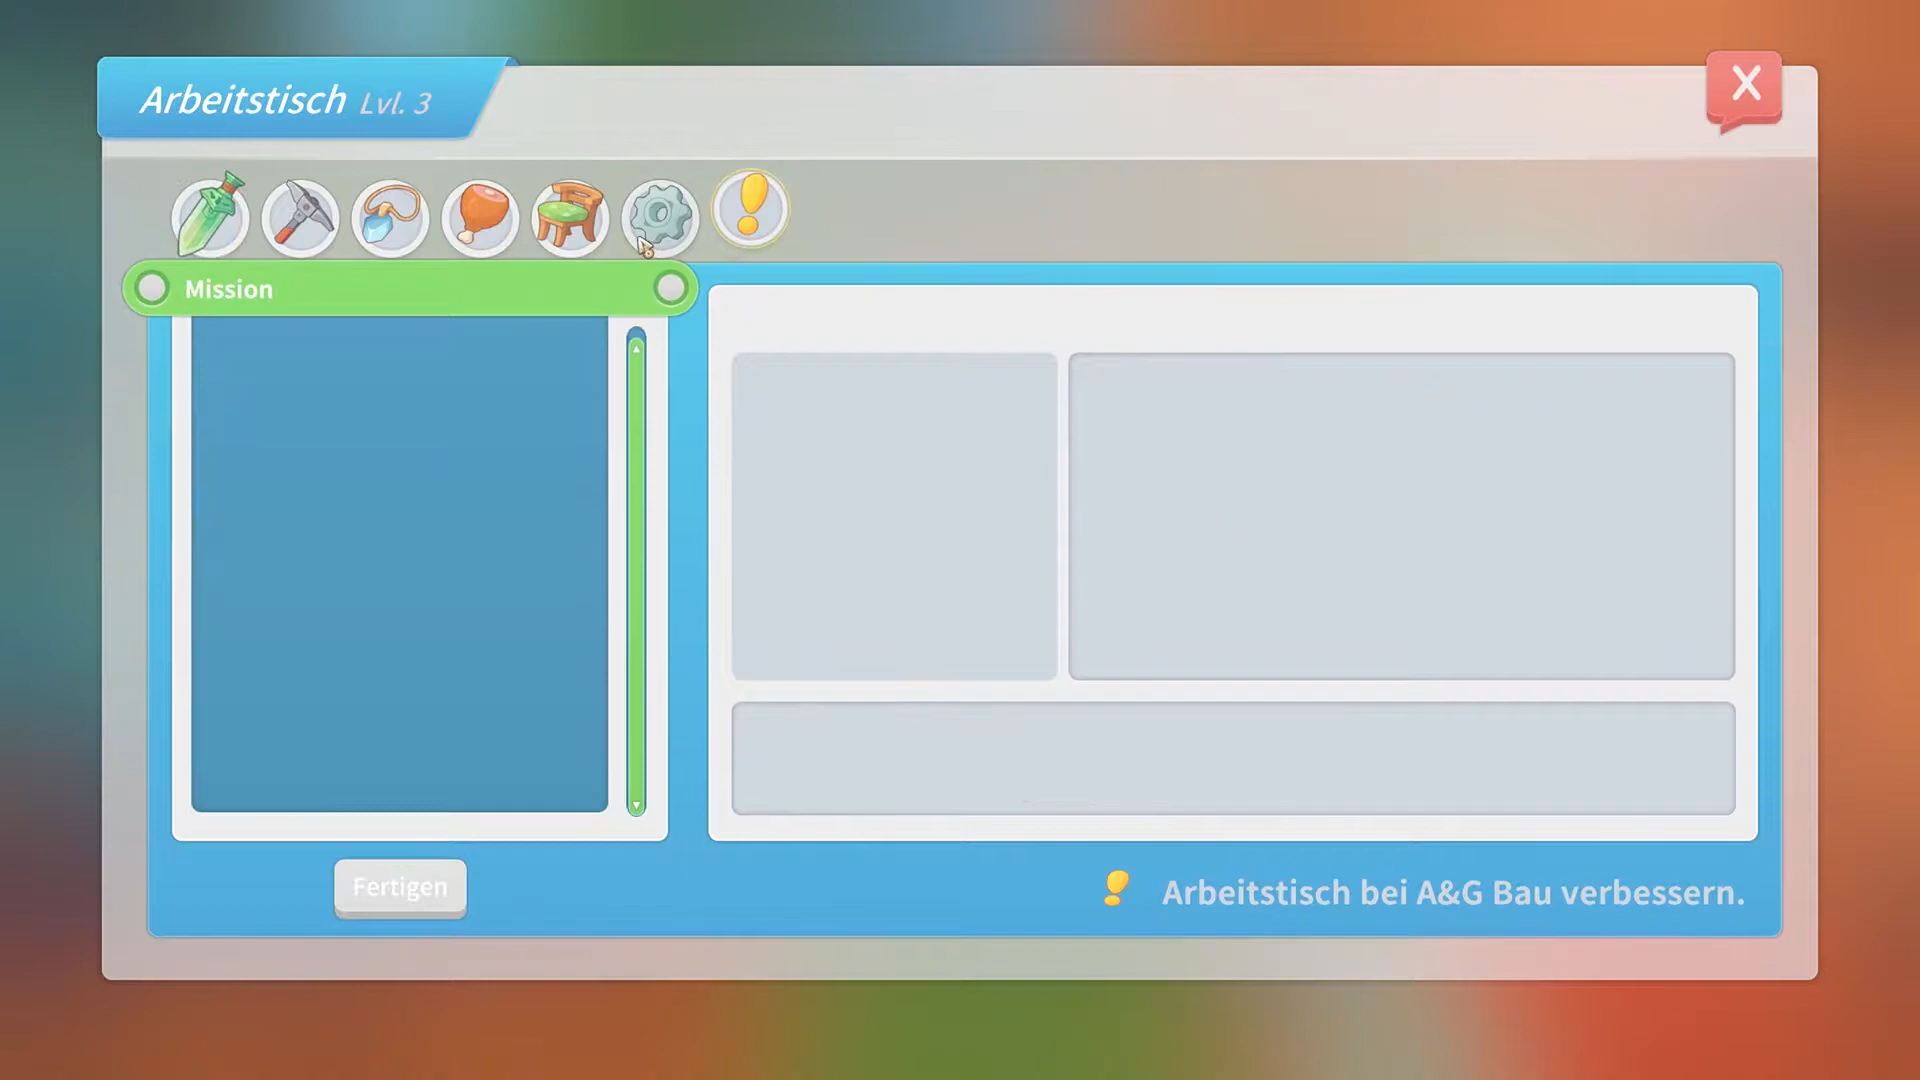 Arbeitstisch Lvl. 3
X
Mission
Fertigen
Arbeitstisch bei A&G Bau verbessern.